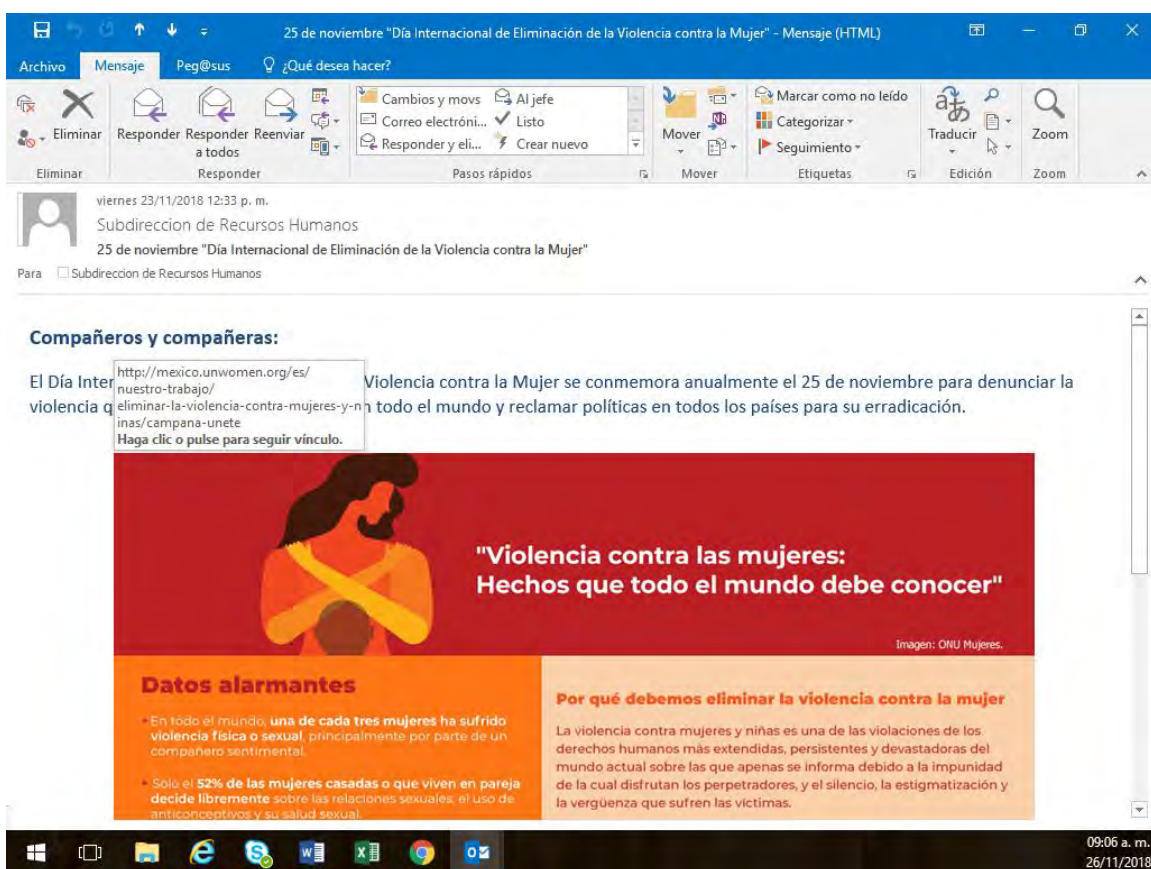 25 de noviembre "Día Internacional de Eliminación de la Violencia contra la Mujer" - Mensaje (HTML)
Archivo Mensaje Peg@sus ¿Qué desea hacer?
Eliminar
Responder Responder a todos Reenviar
Cambios y movs Al jefe
Correo electróni... Listo
Responder y eli... Crear nuevo
Mover
Marcar como no leído
Categorizar
Seguimiento
Traducir
Zoom
Eliminar Responder Pasos rápidos Mover Etiquetas Edición Zoom
viernes 23/11/2018 12:33 p. m.
Subdireccion de Recursos Humanos
25 de noviembre "Día Internacional de Eliminación de la Violencia contra la Mujer"
Para Subdireccion de Recursos Humanos
Compañeros y compañeras:
El Día Inter Violencia contra la Mujer se conmemora anualmente el 25 de noviembre para denunciar la
violencia q n todo el mundo y reclamar políticas en todos los países para su erradicación.
http://mexico.unwomen.org/es/
nuestro-trabajo/
eliminar-la-violencia-contra-mujeres-y-n
inas/campana-unete
Haga clic o pulse para seguir vínculo.
"Violencia contra las mujeres:
Hechos que todo el mundo debe conocer"
Imagen: ONU Mujeres.
Datos alarmantes
En todo el mundo, una de cada tres mujeres ha sufrido
violencia física o sexual, principalmente por parte de un
compañero sentimental.
Solo el 52% de las mujeres casadas o que viven en pareja
decide libremente sobre las relaciones sexuales, el uso de
anticonceptivos y su salud sexual.
Por qué debemos eliminar la violencia contra la mujer
La violencia contra mujeres y niñas es una de las violaciones de los
derechos humanos más extendidas, persistentes y devastadoras del
mundo actual sobre las que apenas se informa debido a la impunidad
de la cual disfrutan los perpetradores, y el silencio, la estigmatización y
la vergüenza que sufren las víctimas.
09:06 a. m.
26/11/2018